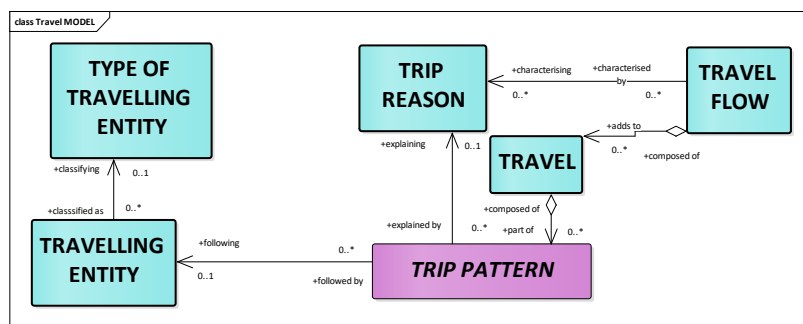 class Travel MODEL
TYPE OF
TRAVELLING
ENTITY
TRIP
REASON
+characterising
0..*
+characterised
by
0..*
TRAVEL
FLOW
+adds to
0..*
+composed of
TRAVEL
+explaining
0..1
+classifying
0..1
+classsified as
0..*
TRAVELLING
ENTITY
+following
0..1
0..*
+followed by
+explained by
0..*
+composed of
+part of
0..*
TRIP PATTERN